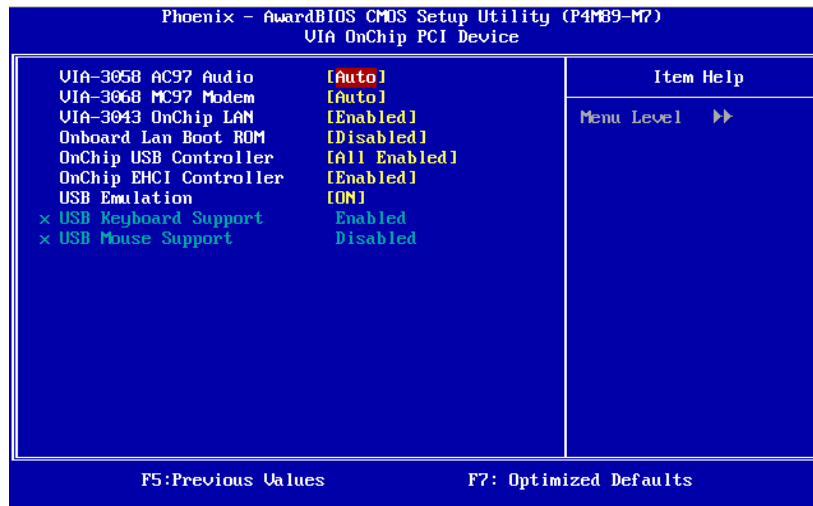 Phoenix - AwardBIOS CMOS Setup Utility (P4M89-M7)
VIA OnChip PCI Device
VIA-3058 AC97 Audio [Auto]
VIA-3068 MC97 Modem [Auto]
VIA-3043 OnChip LAN [Enabled]
Onboard Lan Boot ROM [Disabled]
OnChip USB Controller [All Enabled]
OnChip EHCI Controller [Enabled]
USB Emulation [ON]
x USB Keyboard Support Enabled
x USB Mouse Support Disabled
Item Help
Menu Level ▶▶
F5:Previous Values F7: Optimized Defaults